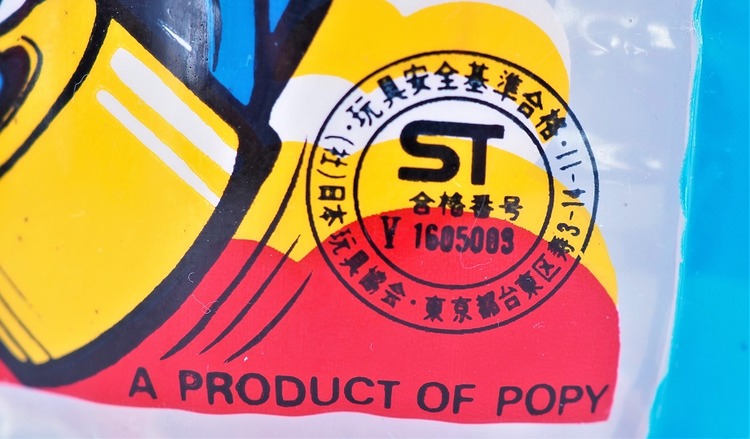 玩具安全基準合格・
(社)日本玩具協会・東京都台東区寿3-14-11
ST
合格番号
V 1605009
A PRODUCT OF POPY